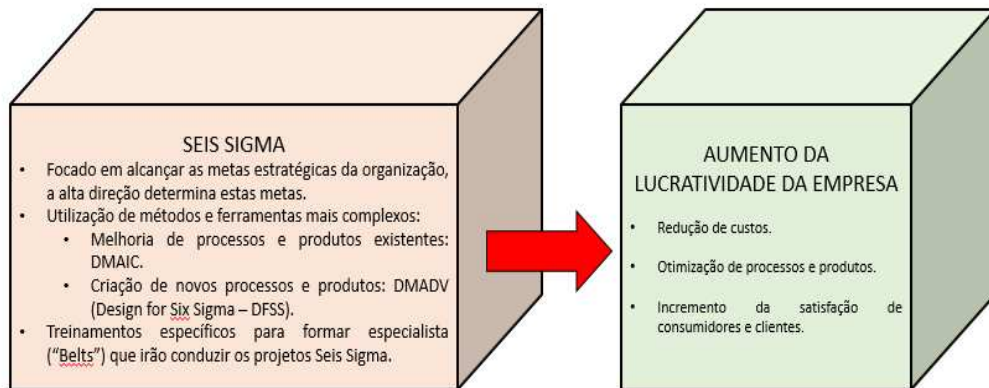 SEIS SIGMA
• Focado em alcançar as metas estratégicas da organização,
a alta direção determina estas metas.
• Utilização de métodos e ferramentas mais complexos:
• Melhoria de processos e produtos existentes:
DMAIC.
• Criação de novos processos e produtos: DMADV
(Design for Six Sigma – DFSS).
• Treinamentos específicos para formar especialista
(“Belts”) que irão conduzir os projetos Seis Sigma.
AUMENTO DA
LUCRATIVIDADE DA EMPRESA
• Redução de custos.
• Otimização de processos e produtos.
• Incremento da satisfação de
consumidores e clientes.